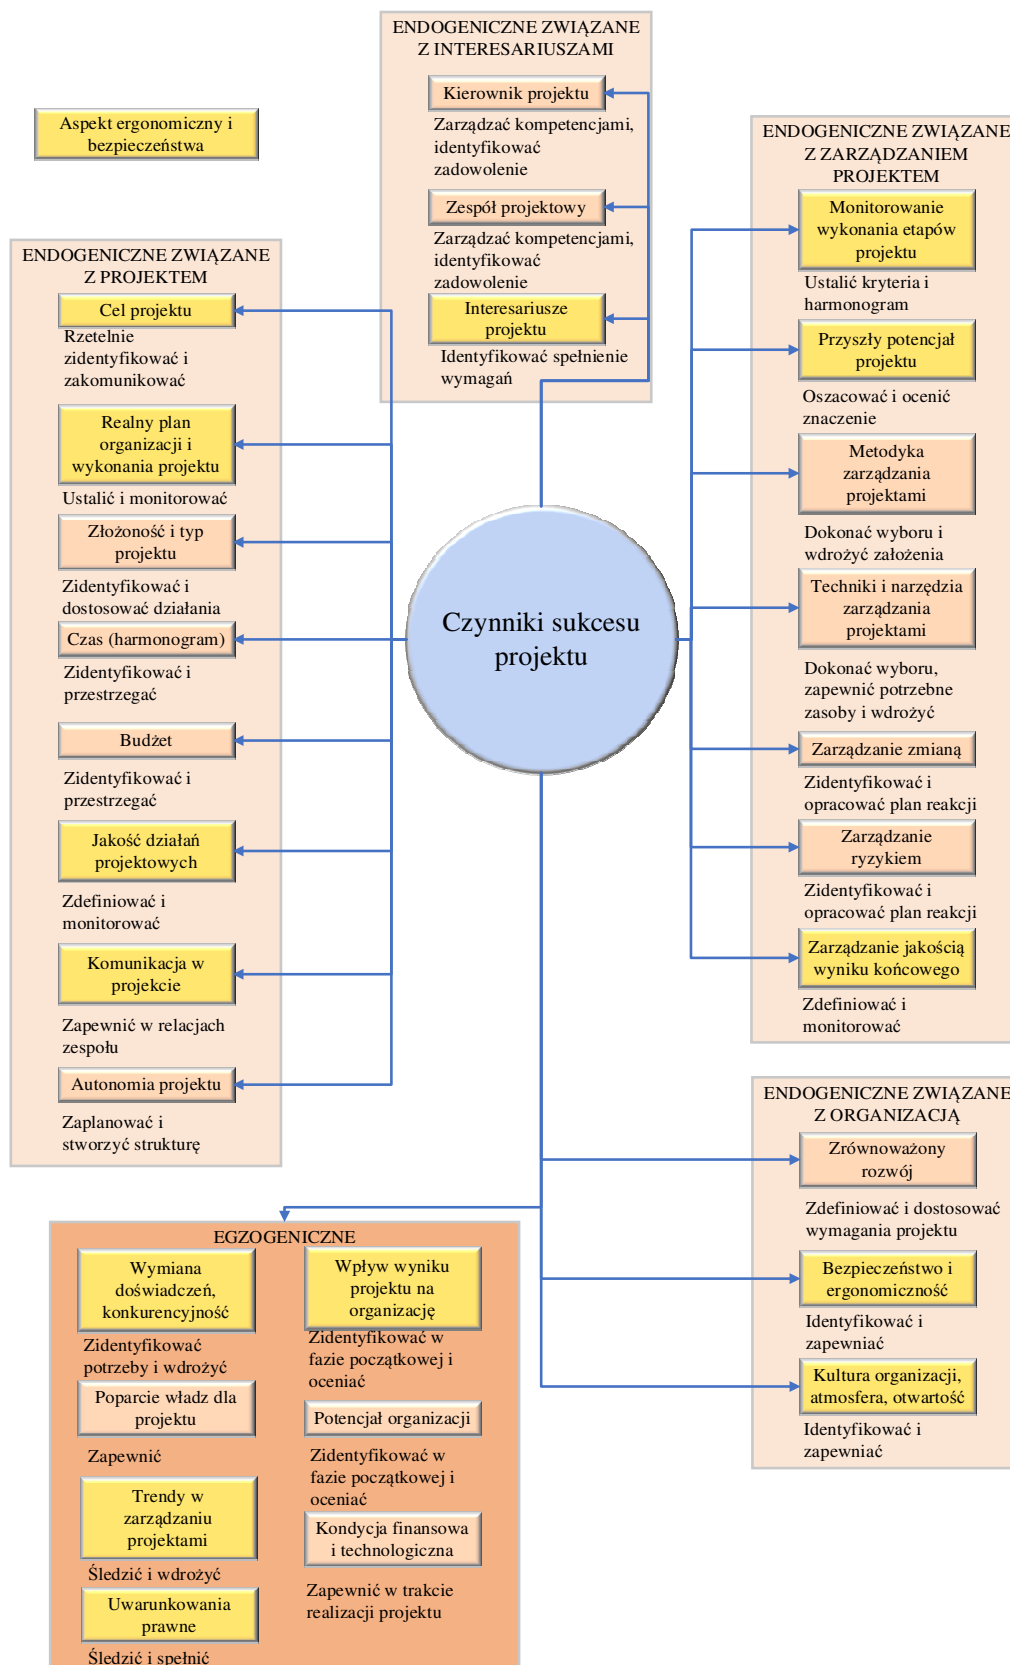 ENDOGENICZNE ZWIĄZANE
Z INTERESARIUSZAMI
Kierownik projektu
Zarządzać kompetencjami,
identyfikować
zadowolenie
Zespół projektowy
Zarządzać kompetencjami,
identyfikować
zadowolenie
Interesariusze
projektu
Identyfikować spełnienie
wymagań
Aspekt ergonomiczny i
bezpieczeństwa
ENDOGENICZNE ZWIĄZANE
Z PROJEKTEM
Cel projektu
Rzetelnie
zidentyfikować i
zakomunikować
Realny plan
organizacji i
wykonania projektu
Ustalić i monitorować
Złożoność i typ
projektu
Zidentyfikować i
dostosować działania
Czas (harmonogram)
Zidentyfikować i
przestrzegać
Budżet
Zidentyfikować i
przestrzegać
Jakość działań
projektowych
Zdefiniować i
monitorować
Komunikacja w
projekcie
Zapewnić w relacjach
zespołu
Autonomia projektu
Zaplanować i
stworzyć strukturę
Czynniki sukcesu
projektu
ENDOGENICZNE ZWIĄZANE
Z ZARZĄDZANIEM
PROJEKTEM
Monitorowanie
wykonania etapów
projektu
Ustalić kryteria i
harmonogram
Przyszły potencjał
projektu
Oszacować i ocenić
znaczenie
Metodyka
zarządzania
projektami
Dokonać wyboru i
wdrożyć założenia
Techniki i narzędzia
zarządzania
projektami
Dokonać wyboru,
zapewnić potrzebne
zasoby i wdrożyć
Zarządzanie zmianą
Zidentyfikować i
opracować plan reakcji
Zarządzanie
ryzykiem
Zidentyfikować i
opracować plan reakcji
Zarządzanie jakością
wyniku końcowego
Zdefiniować i
monitorować
ENDOGENICZNE ZWIĄZANE
Z ORGANIZACJĄ
Zrównoważony
rozwój
Zdefiniować i dostosować
wymagania projektu
Bezpieczeństwo i
ergonomiczność
Identyfikować i
zapewniać
Kultura organizacji,
atmosfera, otwartość
Identyfikować i
zapewniać
EGZOGENICZNE
Wymiana
doświadczeń,
konkurencyjność
Zidentyfikować
potrzeby i wdrożyć
Poparcie władz dla
projektu
Zapewnić
Trendy w
zarządzaniu
projektami
Śledzić i wdrożyć
Uwarunkowania
prawne
Śledzić i spełnić
Wpływ wyniku
projektu na
organizację
Zidentyfikować w
fazie początkowej i
oceniać
Potencjał organizacji
Zidentyfikować w
fazie początkowej i
oceniać
Kondycja finansowa
i technologiczna
Zapewnić w trakcie
realizacji projektu